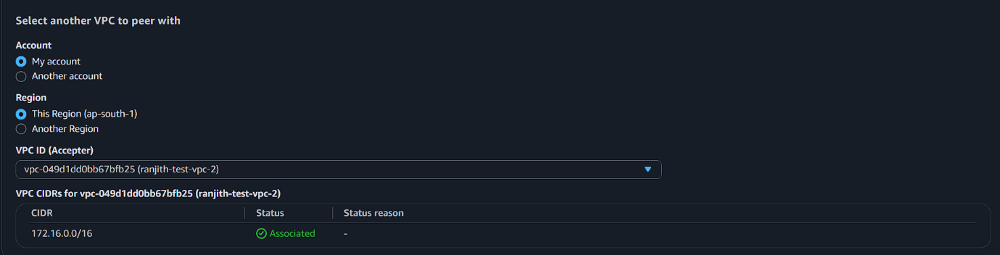 Select another VPC to peer with
Account
My account
Another account
Region
This Region (ap-south-1)
Another Region
VPC ID (Accepter)
vpc-049d1dd0bb67bfb25 (ranjith-test-vpc-2)
VPC CIDRs for vpc-049d1dd0bb67bfb25 (ranjith-test-vpc-2)
CIDR Status Status reason
172.16.0.0/16 Associated -